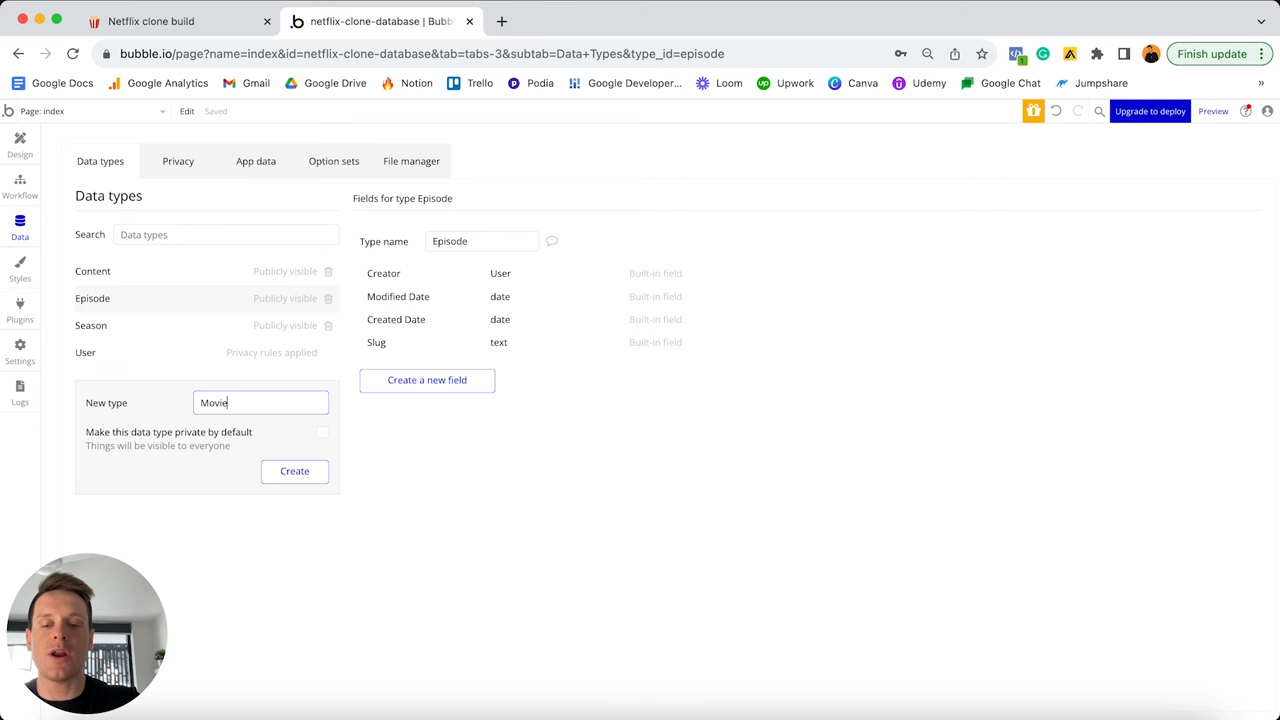 Netflix clone build
netflix-clone-database | Bubb
bubble.io/page?name=index&id=netflix-clone-database&tab=tabs-3&subtab=Data+Types&type_id=episode
Finish update
Google Docs
Google Analytics
Gmail
Google Drive
Notion
Trello
Podia
Google Developer...
Loom
Upwork
Canva
Udemy
Google Chat
Jumpshare
»
Page: index
Edit
Saved
Upgrade to deploy
Preview
Design
Workflow
Data
Styles
Plugins
Settings
Logs
Data types
Privacy
App data
Option sets
File manager
Data types
Search
Data types
Content Publicly visible
Episode Publicly visible
Season Publicly visible
User Privacy rules applied
New type Movie
Make this data type private by default
Things will be visible to everyone
Create
Fields for type Episode
Type name Episode
Creator User Built-in field
Modified Date date Built-in field
Created Date date Built-in field
Slug text Built-in field
Create a new field